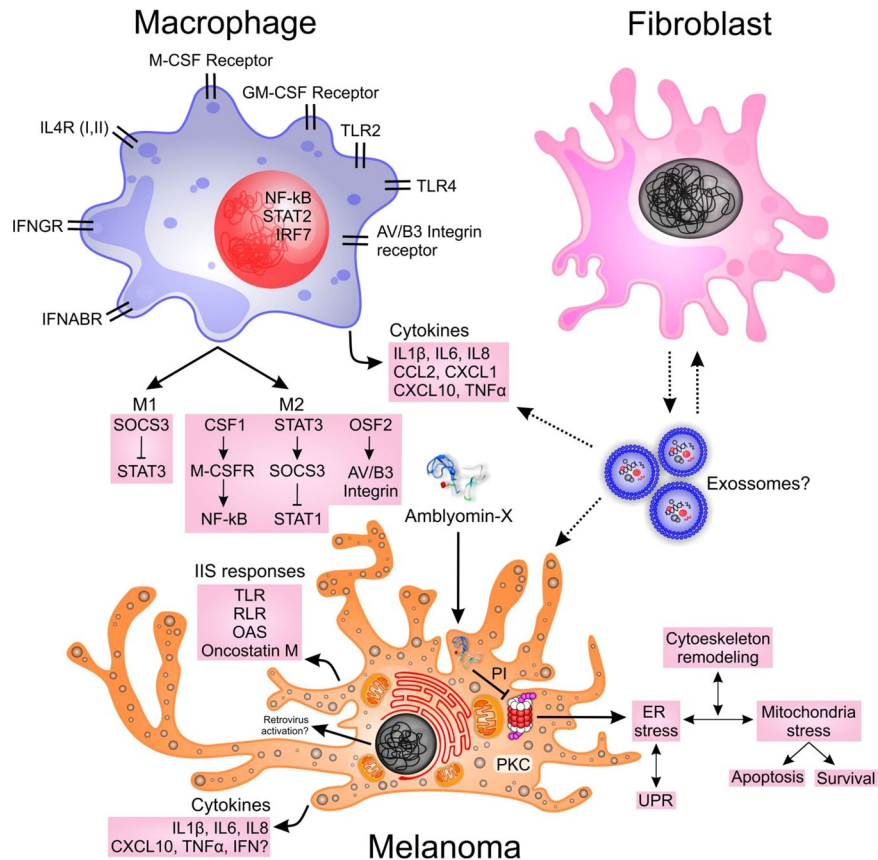 Macrophage
Fibroblast
M-CSF Receptor
GM-CSF Receptor
IL4R (I,II)
TLR2
TLR4
NF-kB
STAT2
IRF7
IFNGR
AV/B3 Integrin
receptor
IFNABR
Cytokines
IL1β, IL6, IL8
CCL2, CXCL1
CXCL10, TNFα
M1
SOCS3
STAT3
M2
CSF1
M-CSFR
NF-kB
STAT3
SOCS3
STAT1
OSF2
AV/B3
Integrin
Amblyomin-X
Exossomes?
IIS responses
TLR
RLR
OAS
Oncostatin M
Retrovirus
activation?
PI
PKC
Cytoeskeleton
remodeling
ER
stress
Mitochondria
stress
Apoptosis
Survival
UPR
Cytokines
IL1β, IL6, IL8
CXCL10, TNFα, IFN?
Melanoma